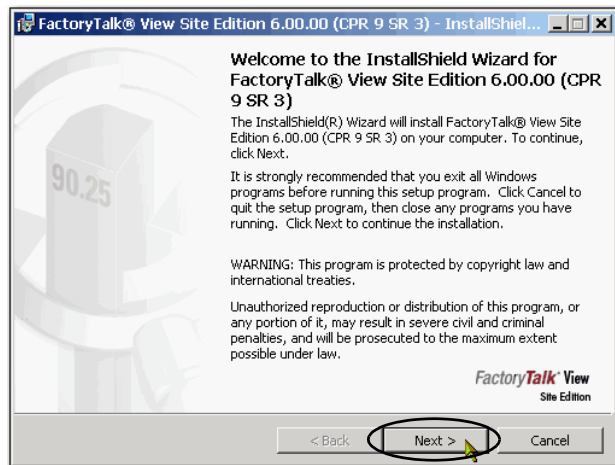 FactoryTalk® View Site Edition 6.00.00 (CPR 9 SR 3) - InstallShiel...
Welcome to the InstallShield Wizard for
FactoryTalk® View Site Edition 6.00.00 (CPR
9 SR 3)
The InstallShield(R) Wizard will install FactoryTalk® View Site
Edition 6.00.00 (CPR 9 SR 3) on your computer. To continue,
click Next.
It is strongly recommended that you exit all Windows
programs before running this setup program. Click Cancel to
quit the setup program, then close any programs you have
running. Click Next to continue the installation.
WARNING: This program is protected by copyright law and
international treaties.
Unauthorized reproduction or distribution of this program, or
any portion of it, may result in severe civil and criminal
penalties, and will be prosecuted to the maximum extent
possible under law.
90.25
FactoryTalk® View
Site Edition
< Back
Next >
Cancel